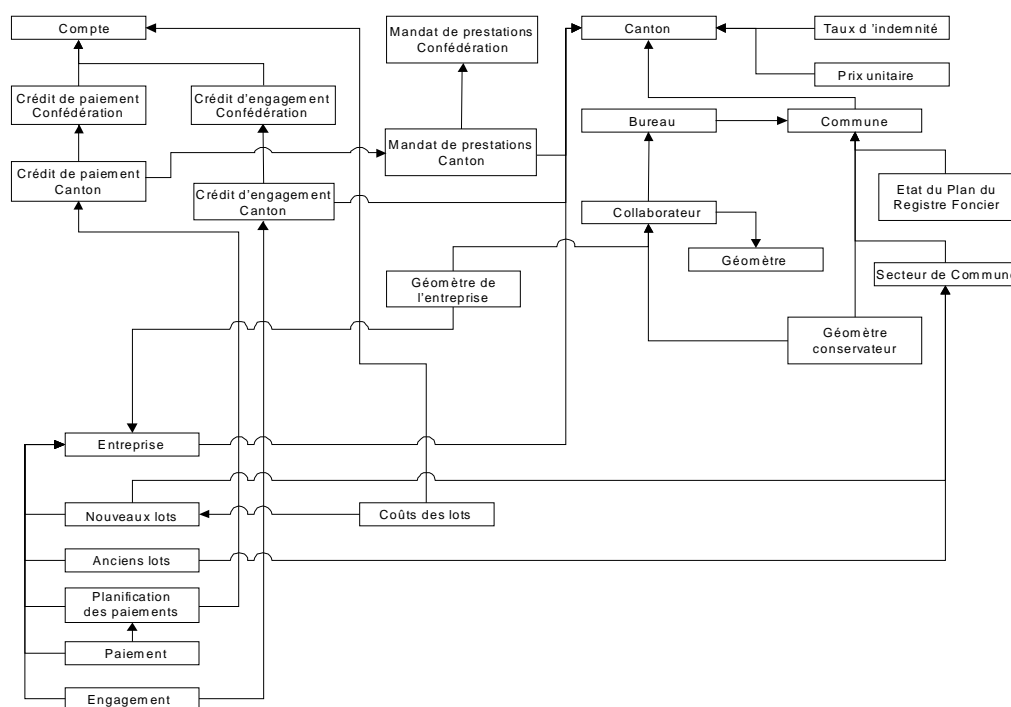 Compte
Mandat de prestations
Confédération
Canton
Taux d'indemnité
Prix unitaire
Crédit de paiement
Confédération
Crédit d'engagement
Confédération
Bureau
Commune
Mandat de prestations
Canton
Crédit de paiement
Canton
Crédit d'engagement
Canton
Etat du Plan du
Registre Foncier
Collaborateur
Géomètre
Secteur de Commune
Géomètre de
l'entreprise
Géomètre
conservateur
Entreprise
Nouveaux lots
Coûts des lots
Anciens lots
Planification
des paiements
Paiement
Engagement